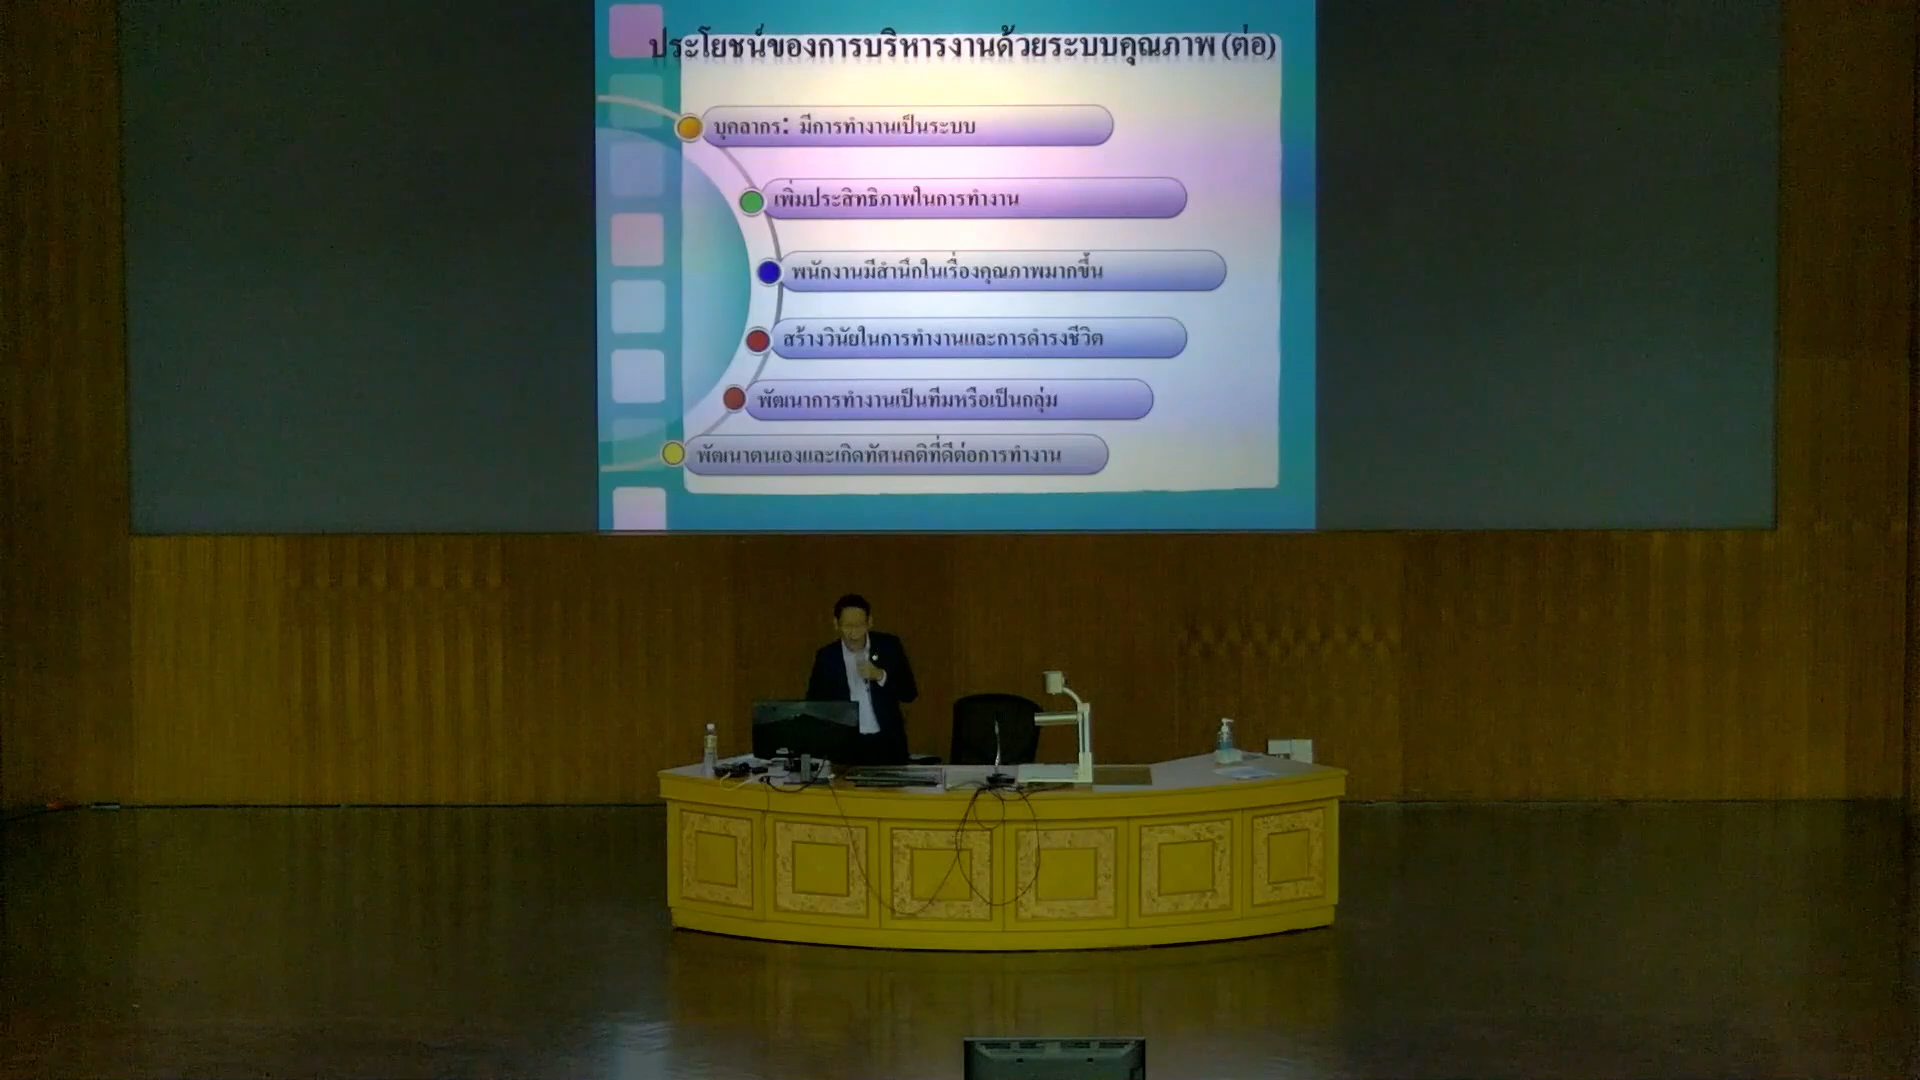 ประโยชน์ของการบริหารงานด้วยระบบคุณภาพ (ต่อ)
บุคลากร: มีการทำงานเป็นระบบ
เพิ่มประสิทธิภาพในการทำงาน
พนักงานมีสำนึกในเรื่องคุณภาพมากขึ้น
สร้างวินัยในการทำงานและการดำรงชีวิต
พัฒนาการทำงานเป็นทีมหรือเป็นกลุ่ม
พัฒนาตนเองและเกิดทัศนคติที่ดีต่อการทำงาน